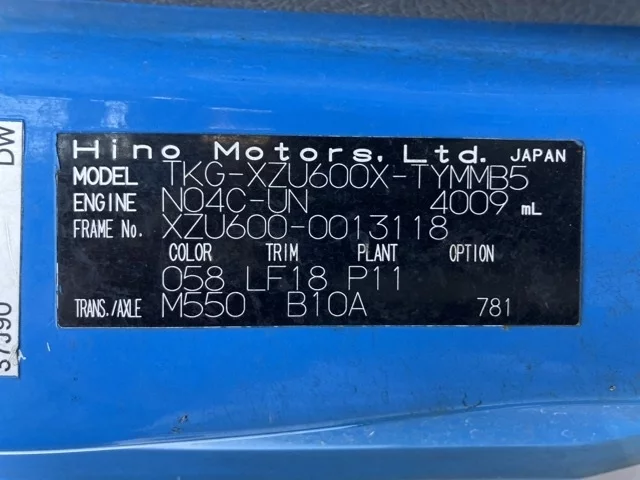 Hino Motors, Ltd. JAPAN
MODEL TKG-XZU600X-TYMMB5
ENGINE N04C-UN 4009 mL
FRAME No. XZU600-0013118
COLOR TRIM PLANT OPTION
058 LF18 P11
TRANS./AXLE M550 B10A 781
DW